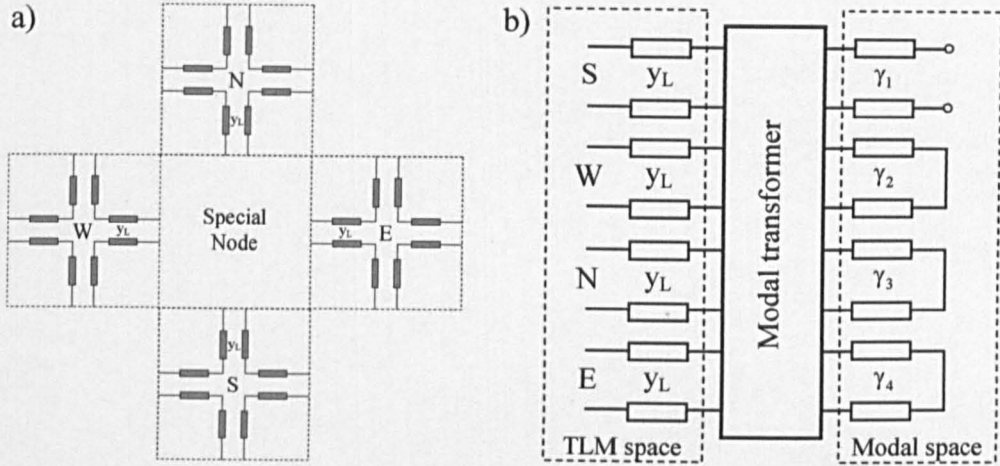 a)
N
yL
W
yL
Special
Node
yL
E
yL
S
b)
S
yL
W
yL
N
yL
E
yL
TLM space
Modal transformer
γ1
γ2
γ3
γ4
Modal space